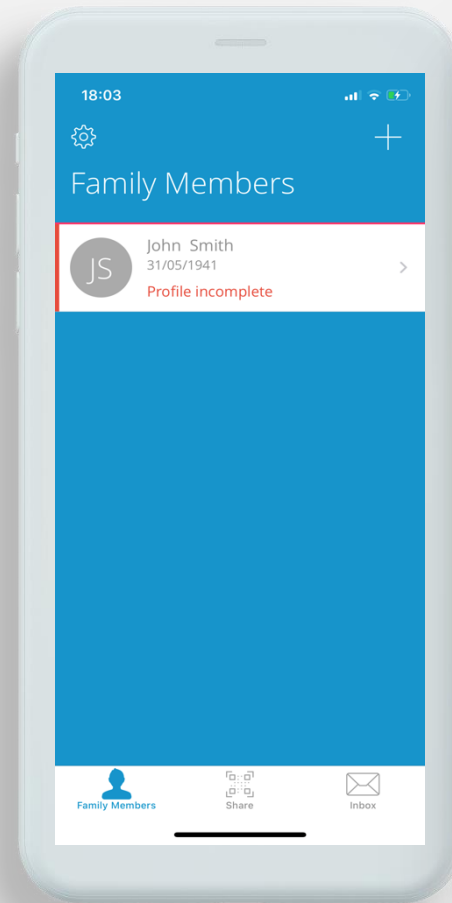 18:03
Family Members
JS
John Smith
31/05/1941
Profile incomplete
Family Members
Share
Inbox